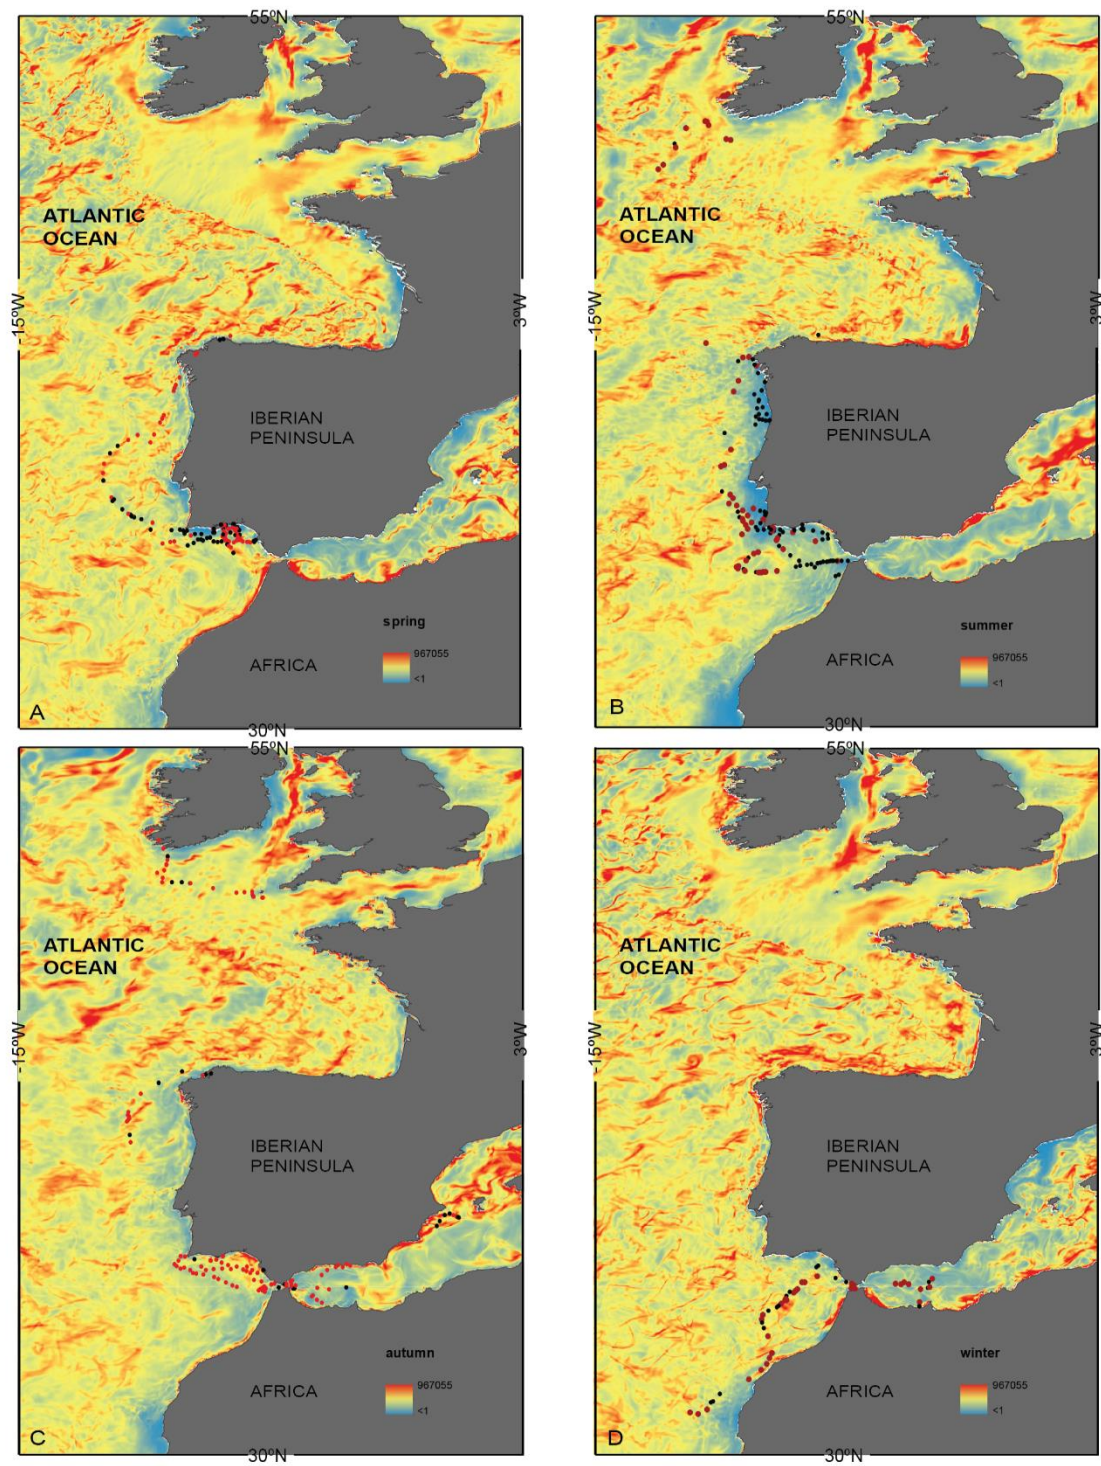 55ºN
ATLANTIC
OCEAN
-15ºW
3ºW
IBERIAN
PENINSULA
spring
967055
<1
AFRICA
A
30ºN
55ºN
ATLANTIC
OCEAN
-15ºW
3ºW
IBERIAN
PENINSULA
summer
967055
<1
AFRICA
B
30ºN
55ºN
ATLANTIC
OCEAN
-15ºW
3ºW
IBERIAN
PENINSULA
autumn
967055
<1
AFRICA
C
30ºN
55ºN
ATLANTIC
OCEAN
-15ºW
3ºW
IBERIAN
PENINSULA
winter
967055
<1
AFRICA
D
30ºN